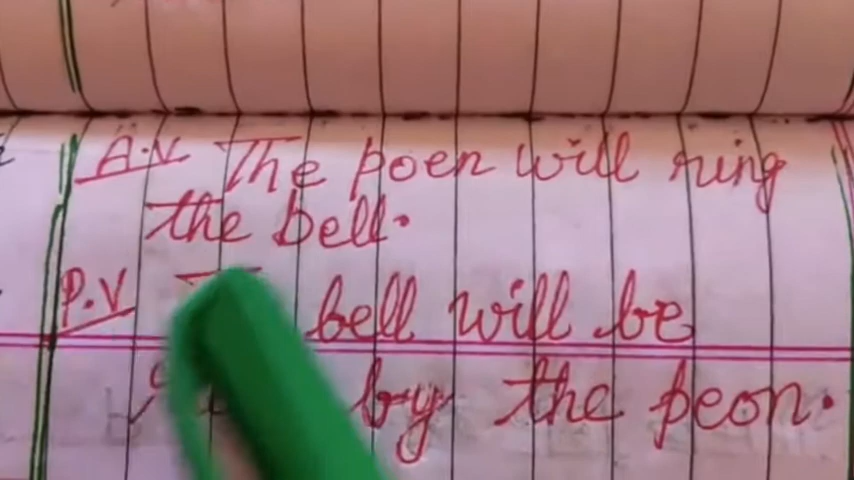 A.V The poen will ring
the bell.
P.V bell will be
by the peon.